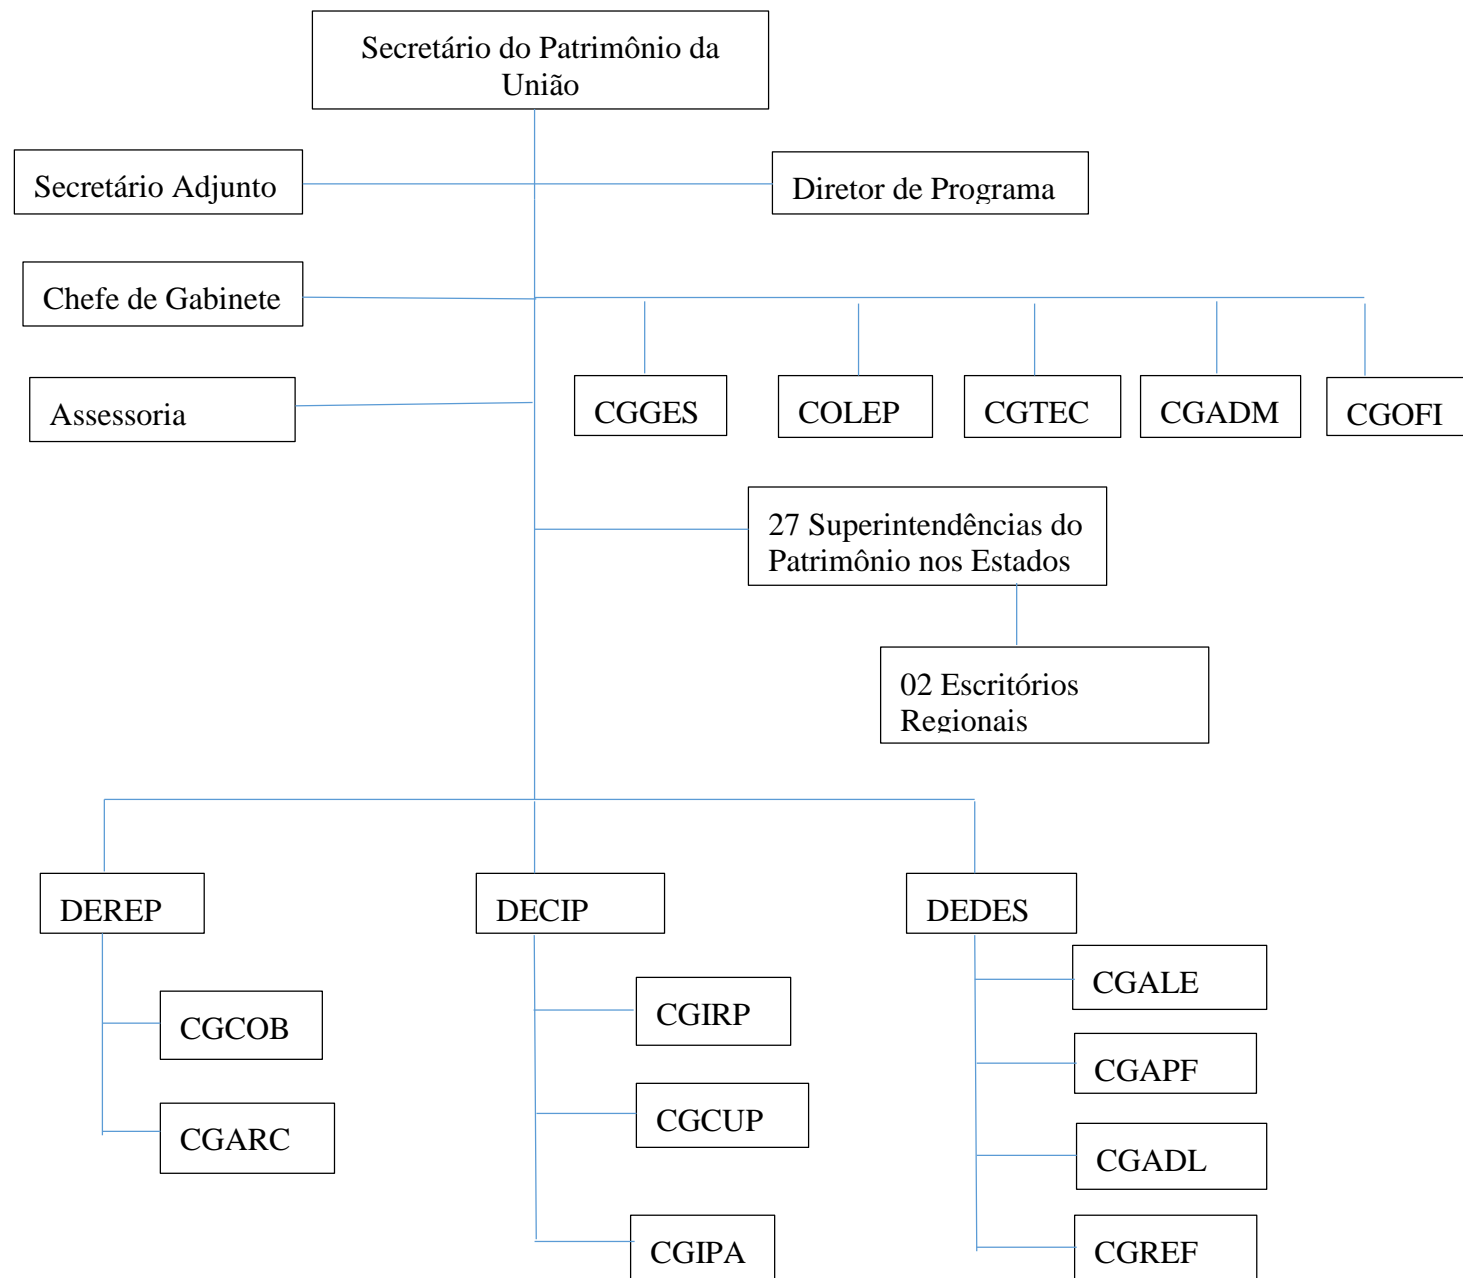 Secretário do Patrimônio da
União
Secretário Adjunto
Diretor de Programa
Chefe de Gabinete
Assessoria
CGGES
COLEP
CGTEC
CGADM
CGOFI
27 Superintendências do
Patrimônio nos Estados
02 Escritórios
Regionais
DEREP
DECIP
DEDES
CGCOB
CGARC
CGIRP
CGCUP
CGIPA
CGALE
CGAPF
CGADL
CGREF